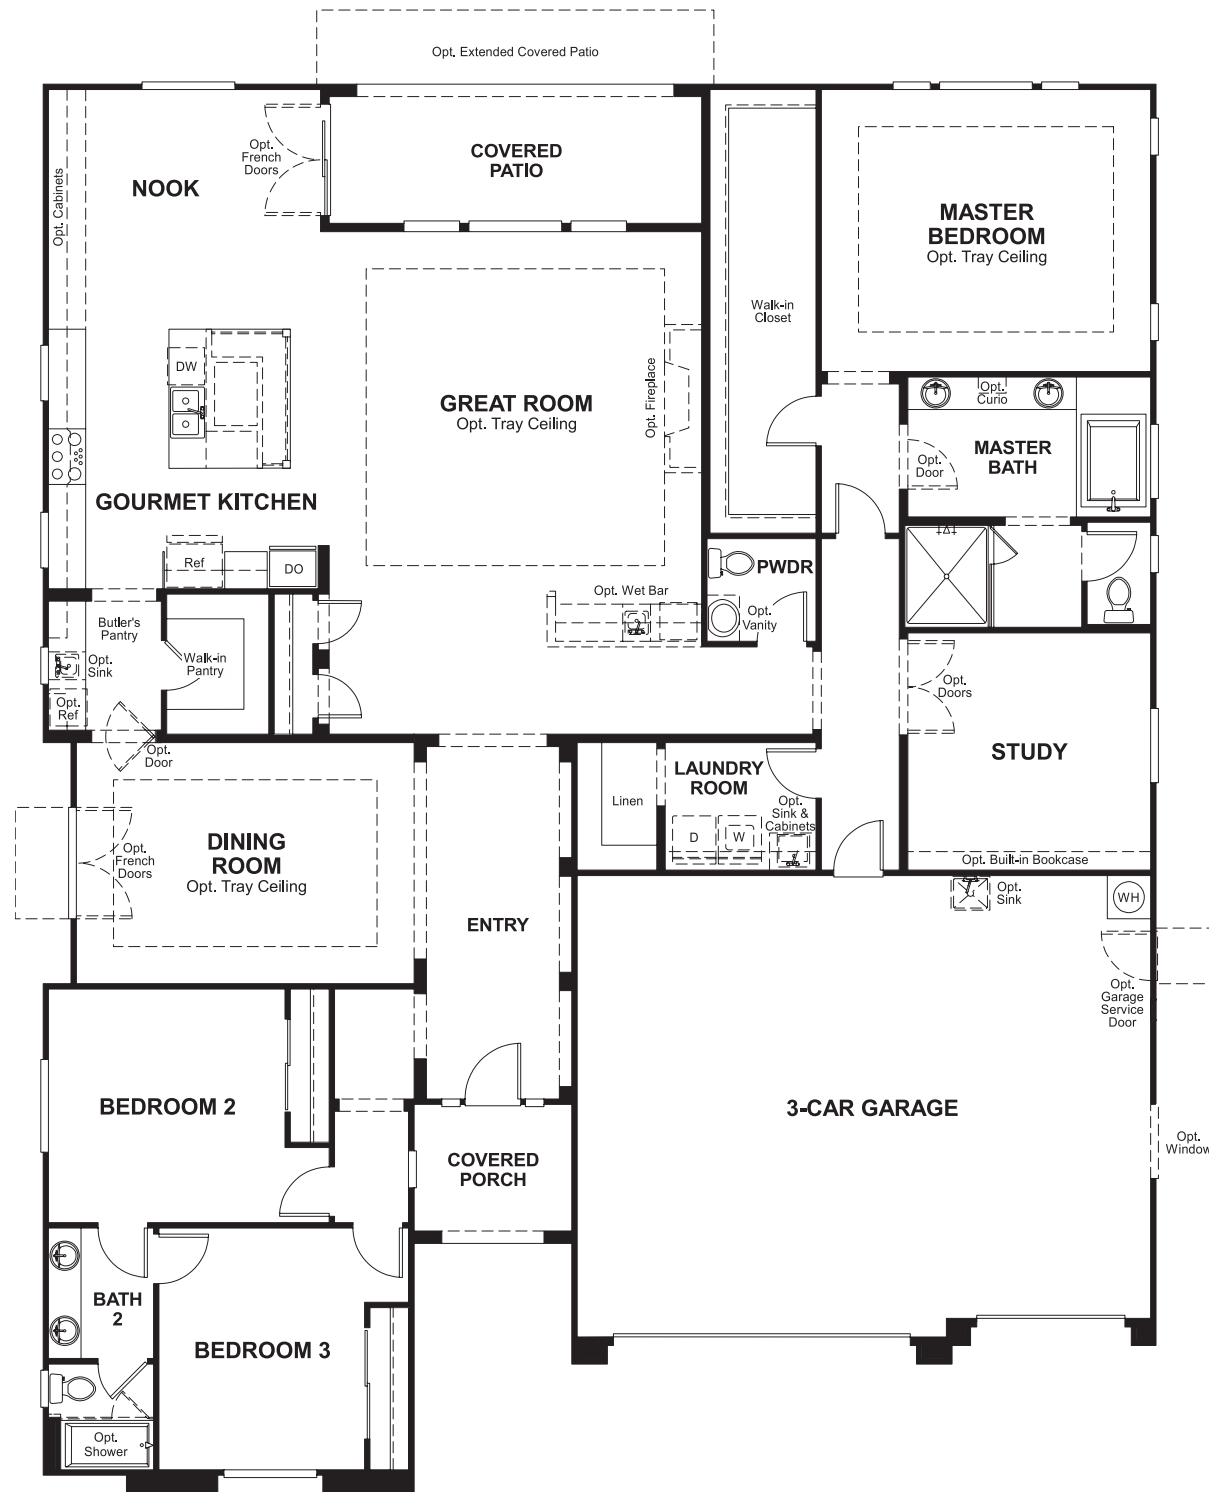 Opt. Extended Covered Patio
Opt. Cabinets
NOOK
Opt.
French
Doors
COVERED
PATIO
MASTER
BEDROOM
Opt. Tray Ceiling
Walk-in
Closet
DW
GREAT ROOM
Opt. Tray Ceiling
Opt. Fireplace
Opt.
Curio
MASTER
BATH
Opt.
Door
GOURMET KITCHEN
Ref
DO
PWDR
Opt. Wet Bar
Opt.
Vanity
Butler's
Pantry
Opt.
Sink
Walk-in
Pantry
Opt.
Ref
Opt.
Door
Opt.
Doors
STUDY
Opt. Built-in Bookcase
LAUNDRY
ROOM
Linen
D
W
Opt.
Sink &
Cabinets
DINING
ROOM
Opt. Tray Ceiling
Opt.
French
Doors
ENTRY
Opt.
Sink
WH
Opt.
Garage
Service
Door
BEDROOM 2
3-CAR GARAGE
Opt.
Window
COVERED
PORCH
BATH
2
BEDROOM 3
Opt.
Shower